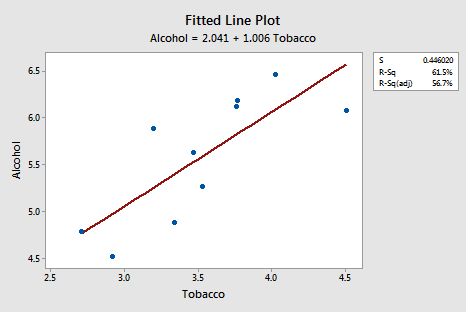 Fitted Line Plot
Alcohol = 2.041 + 1.006 Tobacco
S 0.446020
R-Sq 61.5%
R-Sq(adj) 56.7%
Alcohol
6.5
6.0
5.5
5.0
4.5
2.5 3.0 3.5 4.0 4.5
Tobacco